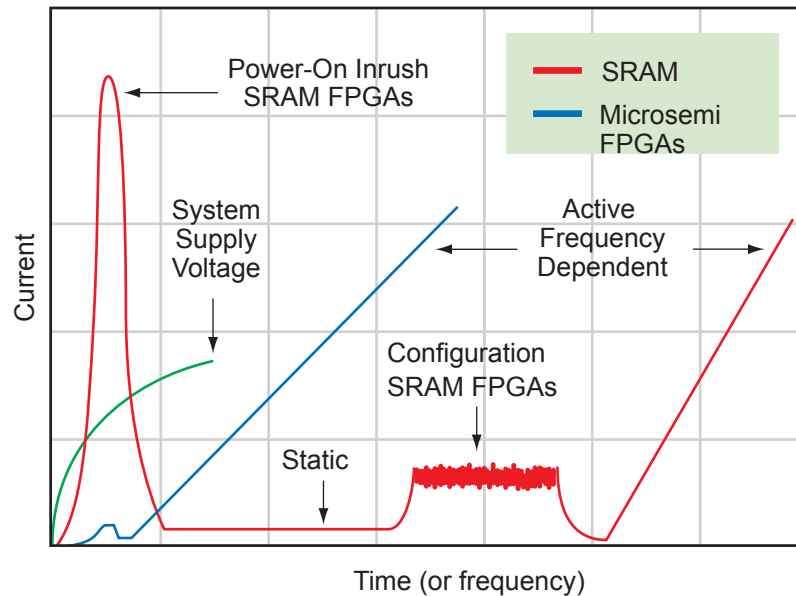 Power-On Inrush
SRAM FPGAs
SRAM
Microsemi
FPGAs
System
Supply
Voltage
Active
Frequency
Dependent
Current
Configuration
SRAM FPGAs
Static
Time (or frequency)